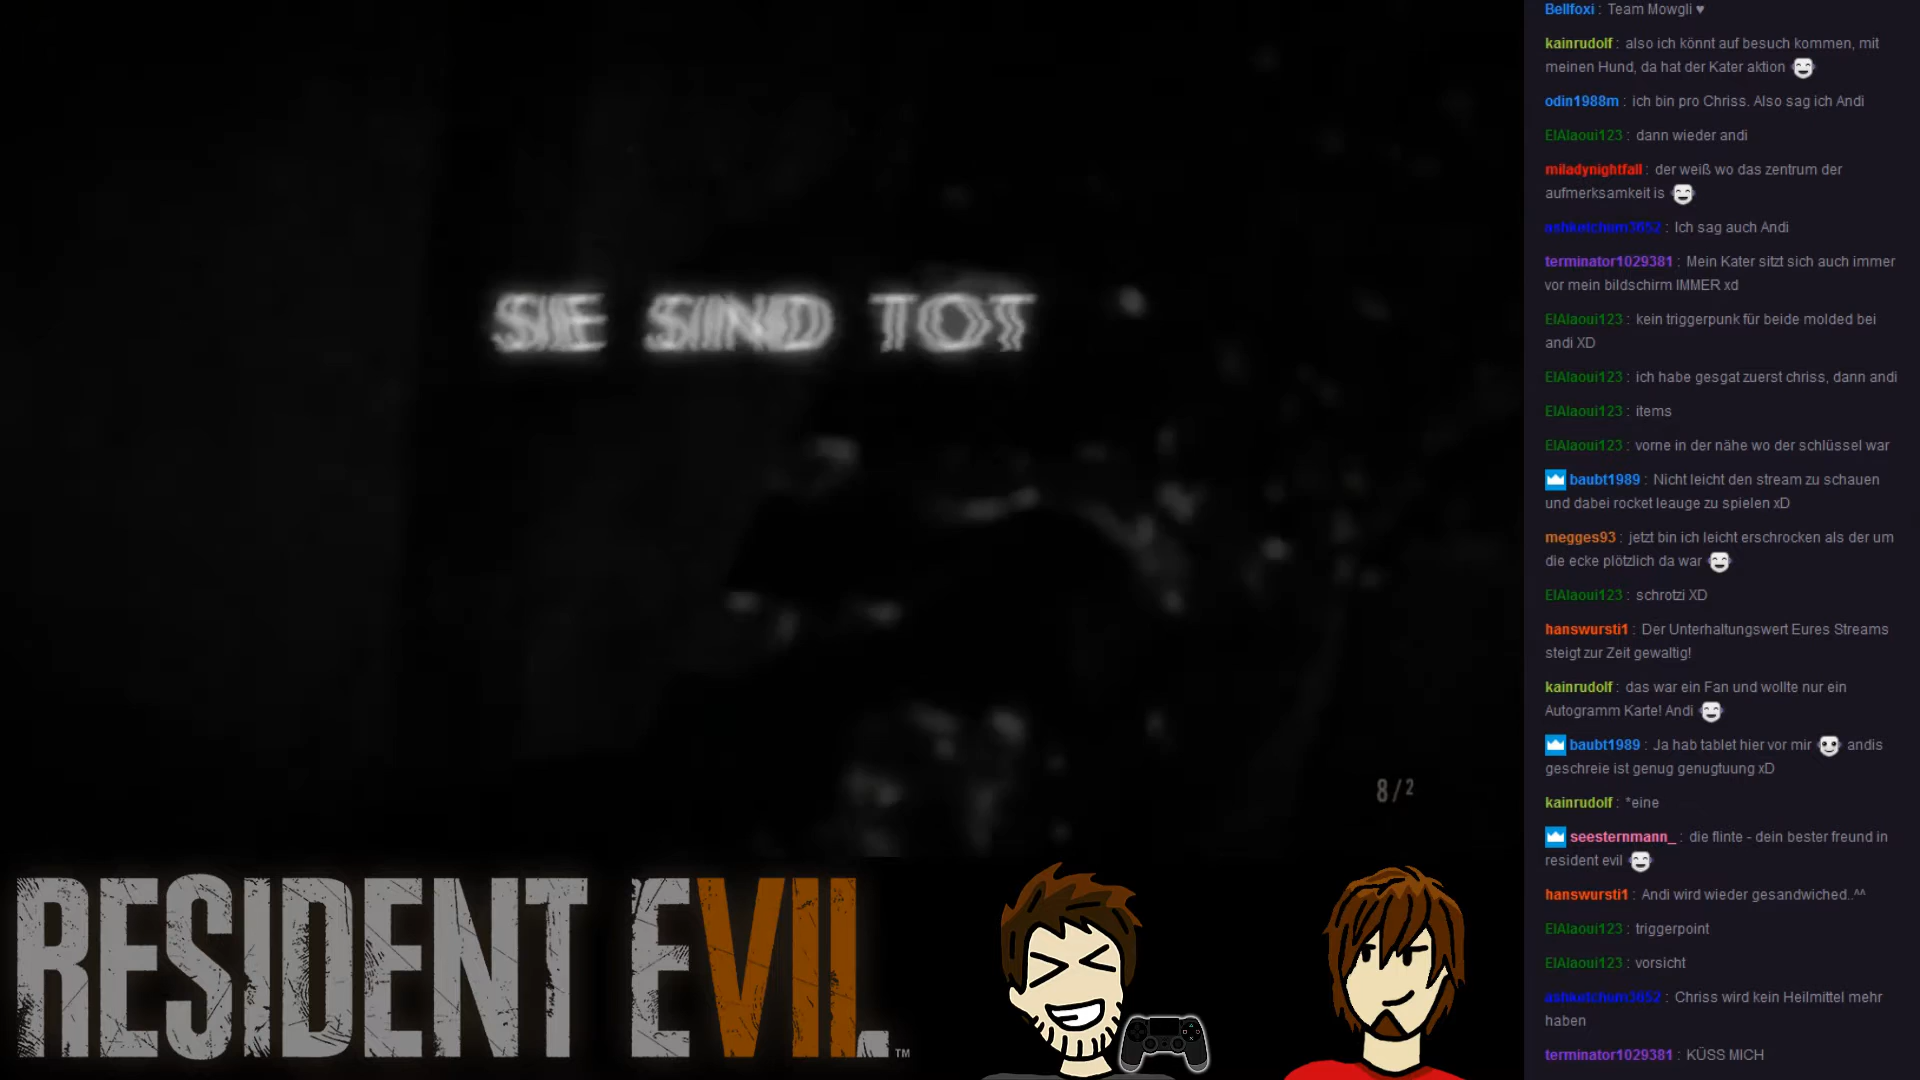 SIE SIND TOT
8/2
RESIDENT EVII.
TM
Bellfoxi : Team Mowgli ♥
kainrudolf : also ich könnt auf besuch kommen, mit
meinen Hund, da hat der Kater aktion
odin1988m : ich bin pro Chriss. Also sag ich Andi
ElAlaoui123 : dann wieder andi
miladynightfall : der weiß wo das zentrum der
aufmerksamkeit is
ashketchum3652 : Ich sag auch Andi
terminator1029381 : Mein Kater sitzt sich auch immer
vor mein bildschirm IMMER xd
ElAlaoui123 : kein triggerpunk für beide molded bei
andi XD
ElAlaoui123 : ich habe gesgat zuerst chriss, dann andi
ElAlaoui123 : items
ElAlaoui123 : vorne in der nähe wo der schlüssel war
baubt1989 : Nicht leicht den stream zu schauen
und dabei rocket leauge zu spielen xD
megges93 : jetzt bin ich leicht erschrocken als der um
die ecke plötzlich da war
ElAlaoui123 : schrotzi XD
hanswursti1 : Der Unterhaltungswert Eures Streams
steigt zur Zeit gewaltig!
kainrudolf : das war ein Fan und wollte nur ein
Autogramm Karte! Andi
baubt1989 : Ja hab tablet hier vor mir andis
geschreie ist genug genugtuung xD
kainrudolf : *eine
seesternmann_ : die flinte - dein bester freund in
resident evil
hanswursti1 : Andi wird wieder gesandwiched..^^
ElAlaoui123 : triggerpoint
ElAlaoui123 : vorsicht
ashketchum3652 : Chriss wird kein Heilmittel mehr
haben
terminator1029381 : KÜSS MICH